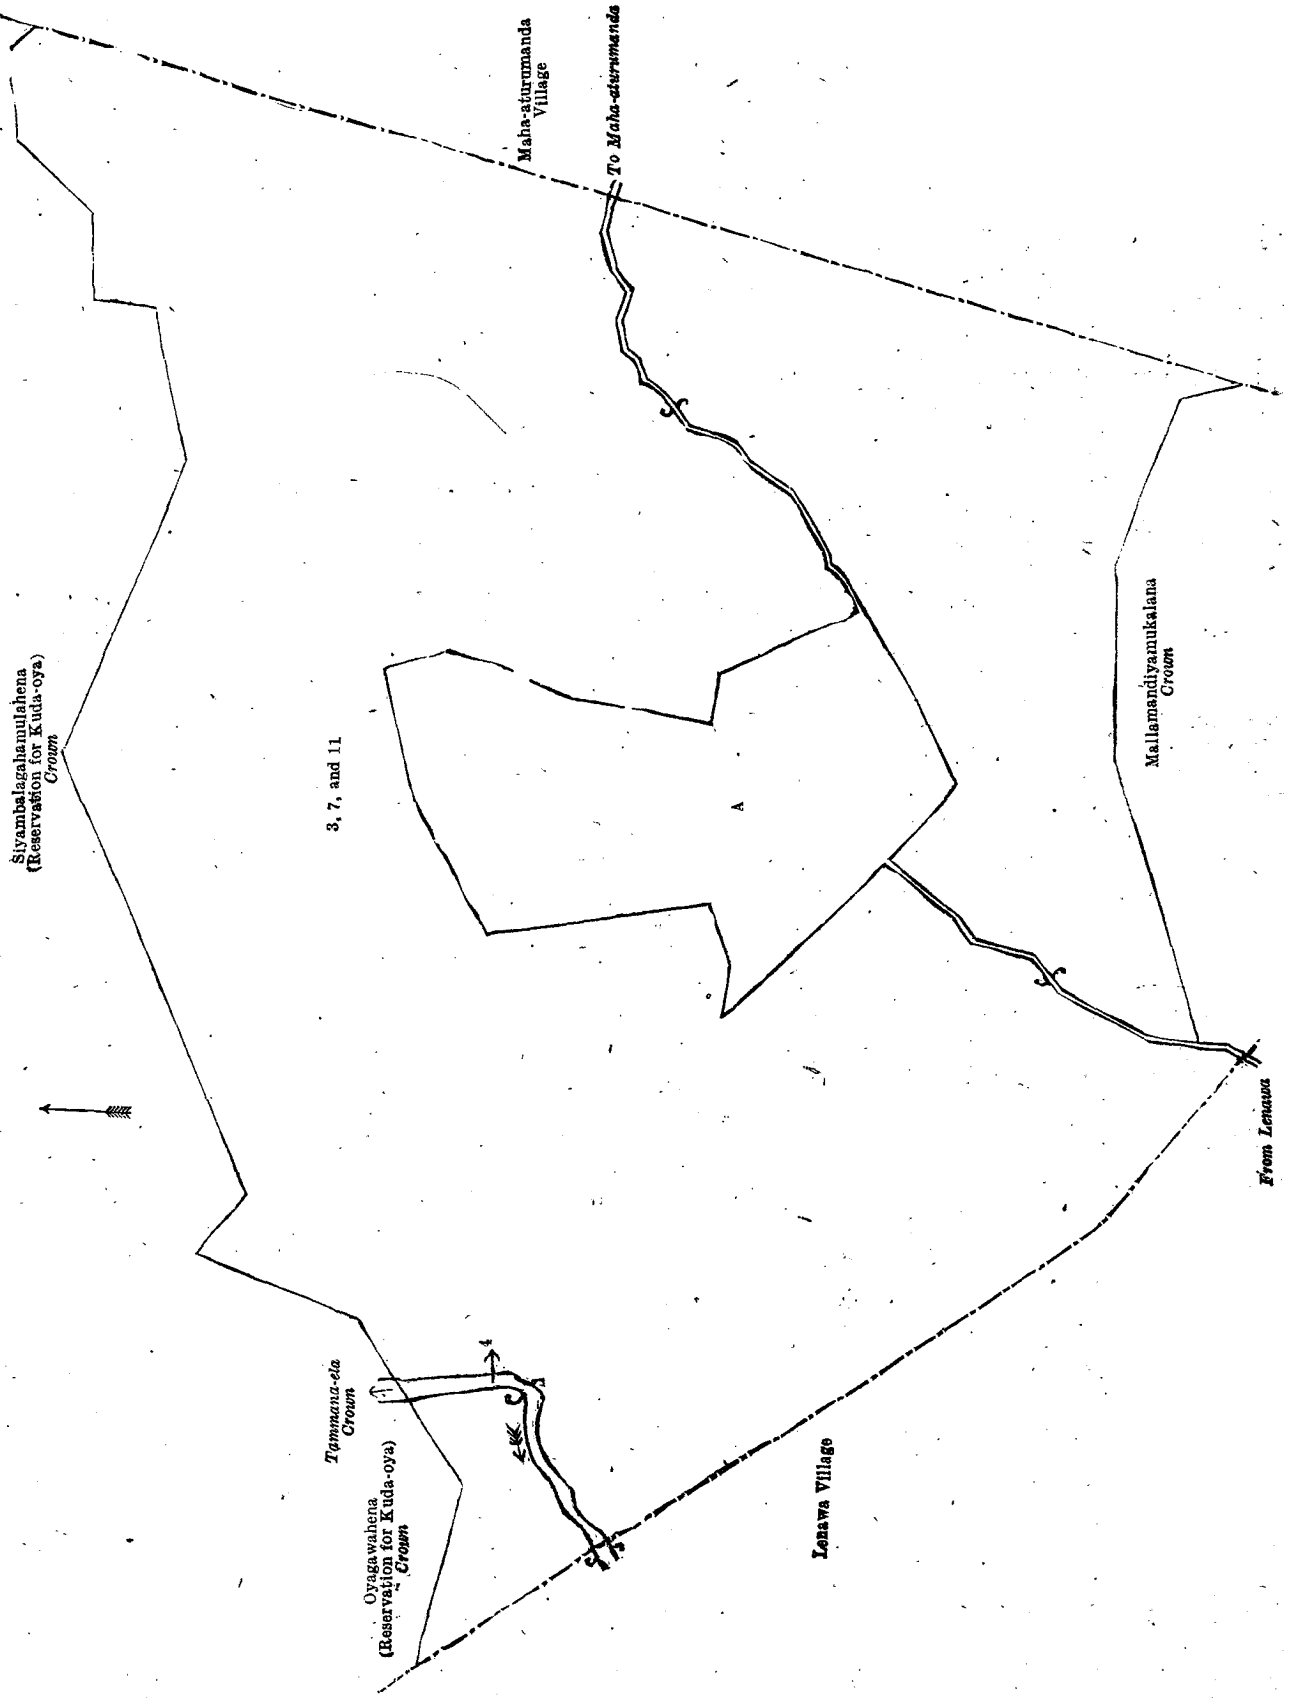 Siyambalagahamulahena
(Reservation for Kuda-oya)
Crown
Maha-aturumanda
Village
To Maha-aturumanda
3, 7, and 11
A
Tammana-ela
Crown
4
Oyagawahena
(Reservation for Kuda-oya)
Crown
Lenawa Village
Mallamandiyamukalana
Crown
From Lenawa